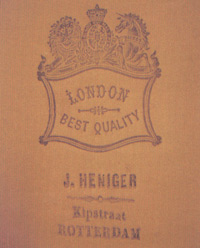 LONDON
BEST QUALITY
J. HENIGER
Kipstraat
ROTTERDAM